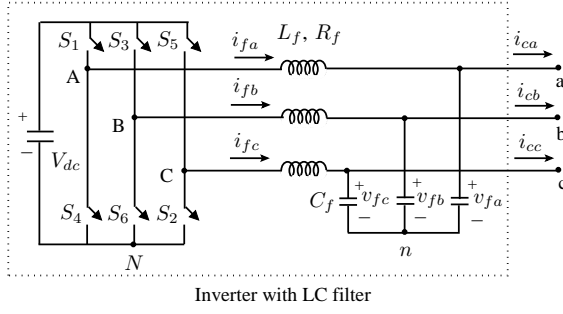 S₁ S₃ S₅
i_fa L_f, R_f i_ca
A a
i_fb i_cb
B b
+ − V_dc
i_fc i_cc
C c
S₄ S₆ S₂
C_f + v_fc − + v_fb − + v_fa −
N n
Inverter with LC filter